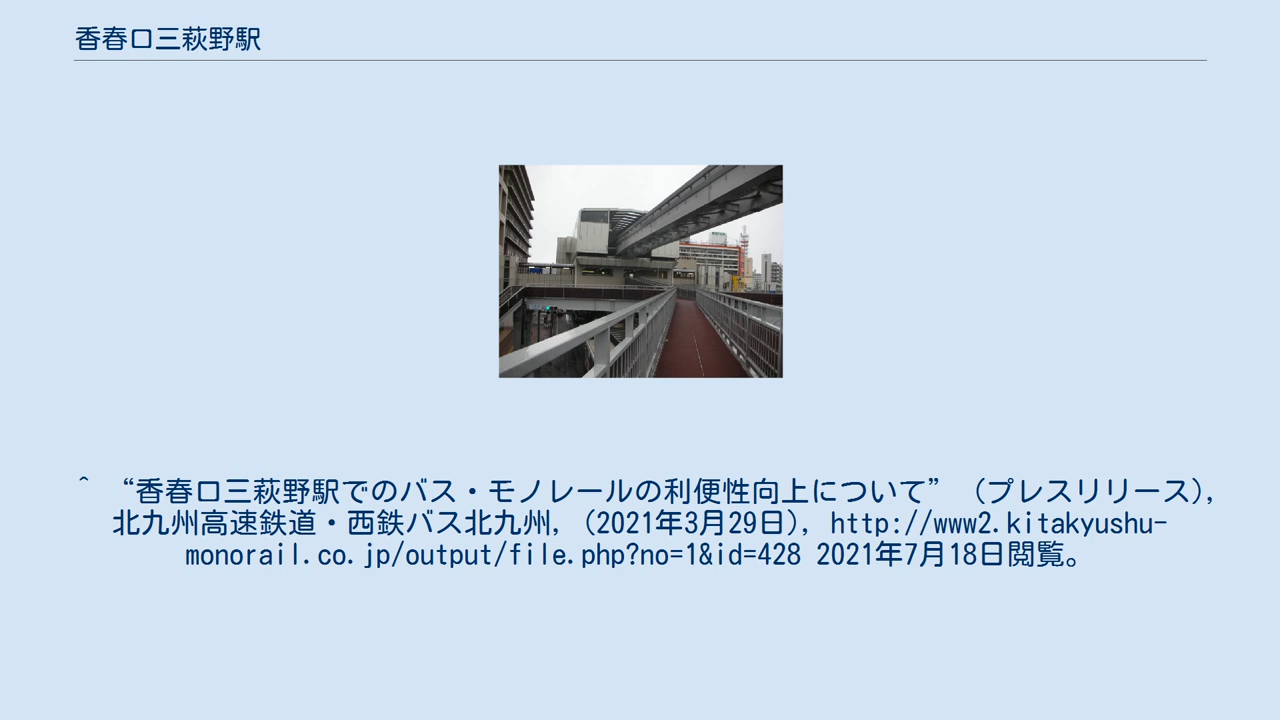 香春口三萩野駅
^ “香春口三萩野駅でのバス・モノレールの利便性向上について” (プレスリリース),
北九州高速鉄道・西鉄バス北九州, (2021年3月29日), http://www2.kitakyushu-
monorail.co.jp/output/file.php?no=1&id=428 2021年7月18日閲覧。